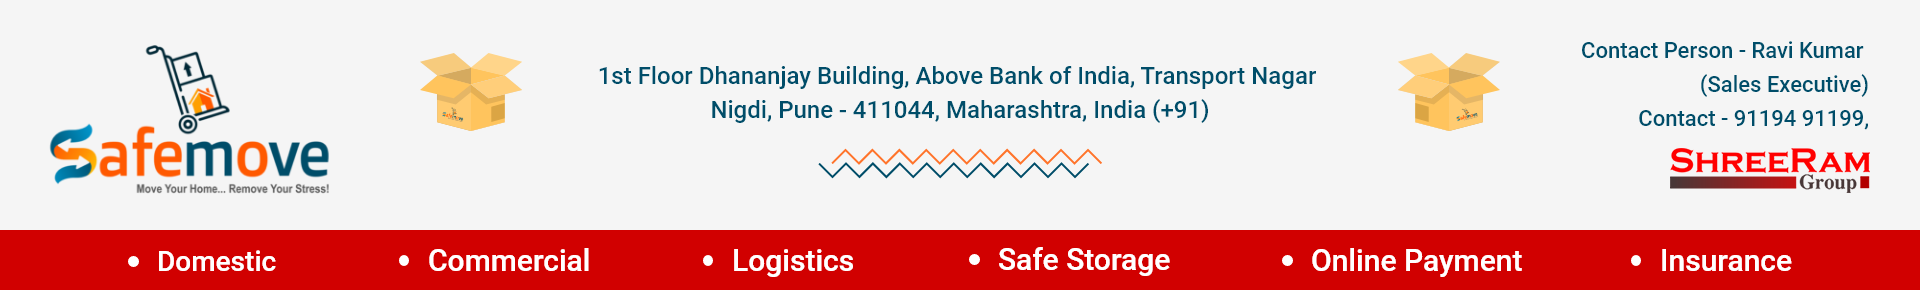 Safemove
Move Your Home... Remove Your Stress!
1st Floor Dhananjay Building, Above Bank of India, Transport Nagar
Nigdi, Pune - 411044, Maharashtra, India (+91)
Contact Person - Ravi Kumar
(Sales Executive)
Contact - 91194 91199,
SHREERAM
Group
• Domestic
• Commercial
• Logistics
• Safe Storage
• Online Payment
• Insurance